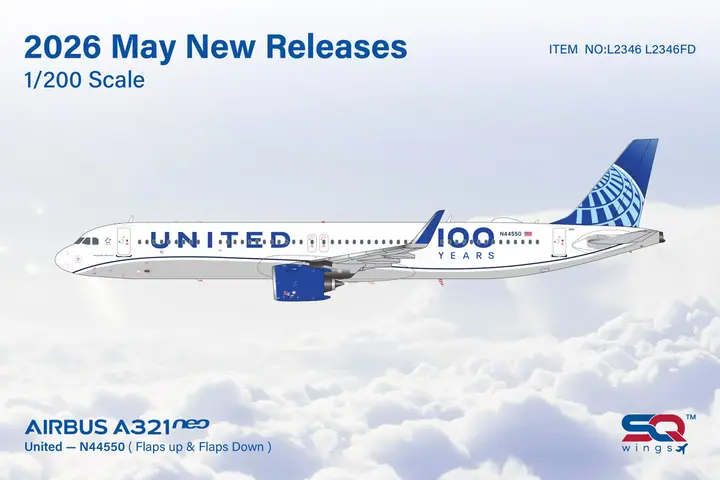 2026 May New Releases
1/200 Scale
ITEM NO:L2346 L2346FD
UNITED
100
YEARS
N44550
AIRBUS A321neo
United — N44550 ( Flaps up & Flaps Down )
SQ™
wings